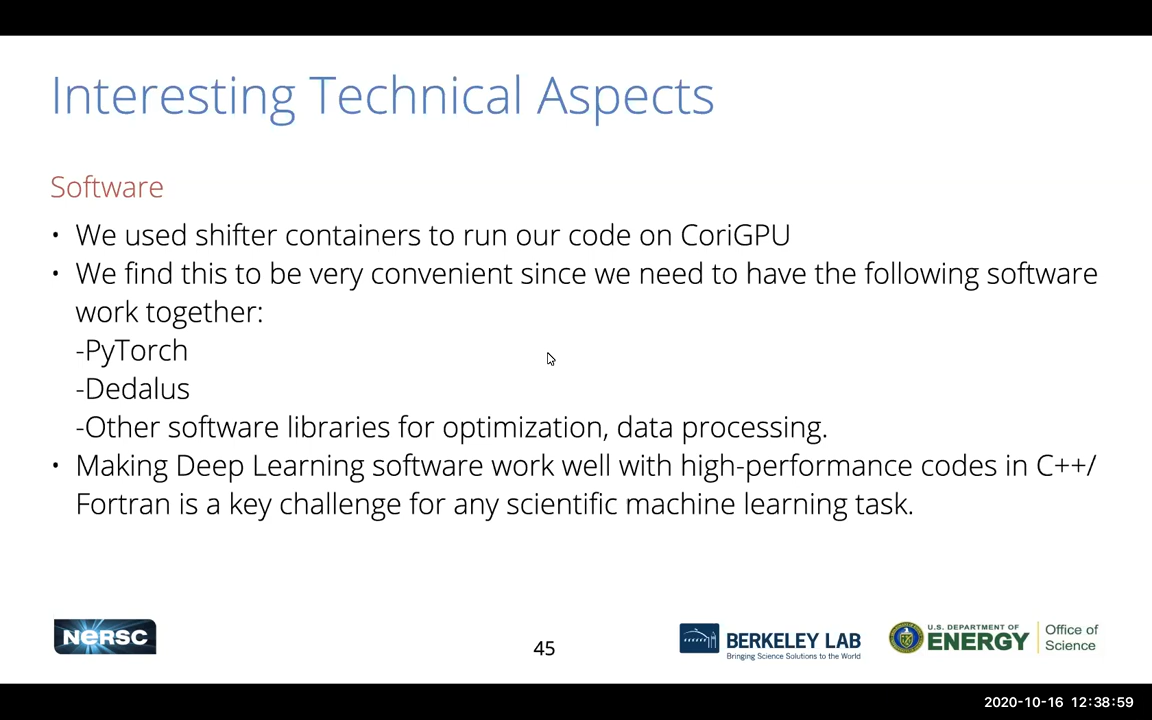 Interesting Technical Aspects
Software
• We used shifter containers to run our code on CoriGPU
• We find this to be very convenient since we need to have the following software
work together:
-PyTorch
-Dedalus
-Other software libraries for optimization, data processing.
• Making Deep Learning software work well with high-performance codes in C++/
Fortran is a key challenge for any scientific machine learning task.
NERSC
45
BERKELEY LAB
Bringing Science Solutions to the World
U.S. DEPARTMENT OF
ENERGY
Office of
Science
2020-10-16 12:38:59